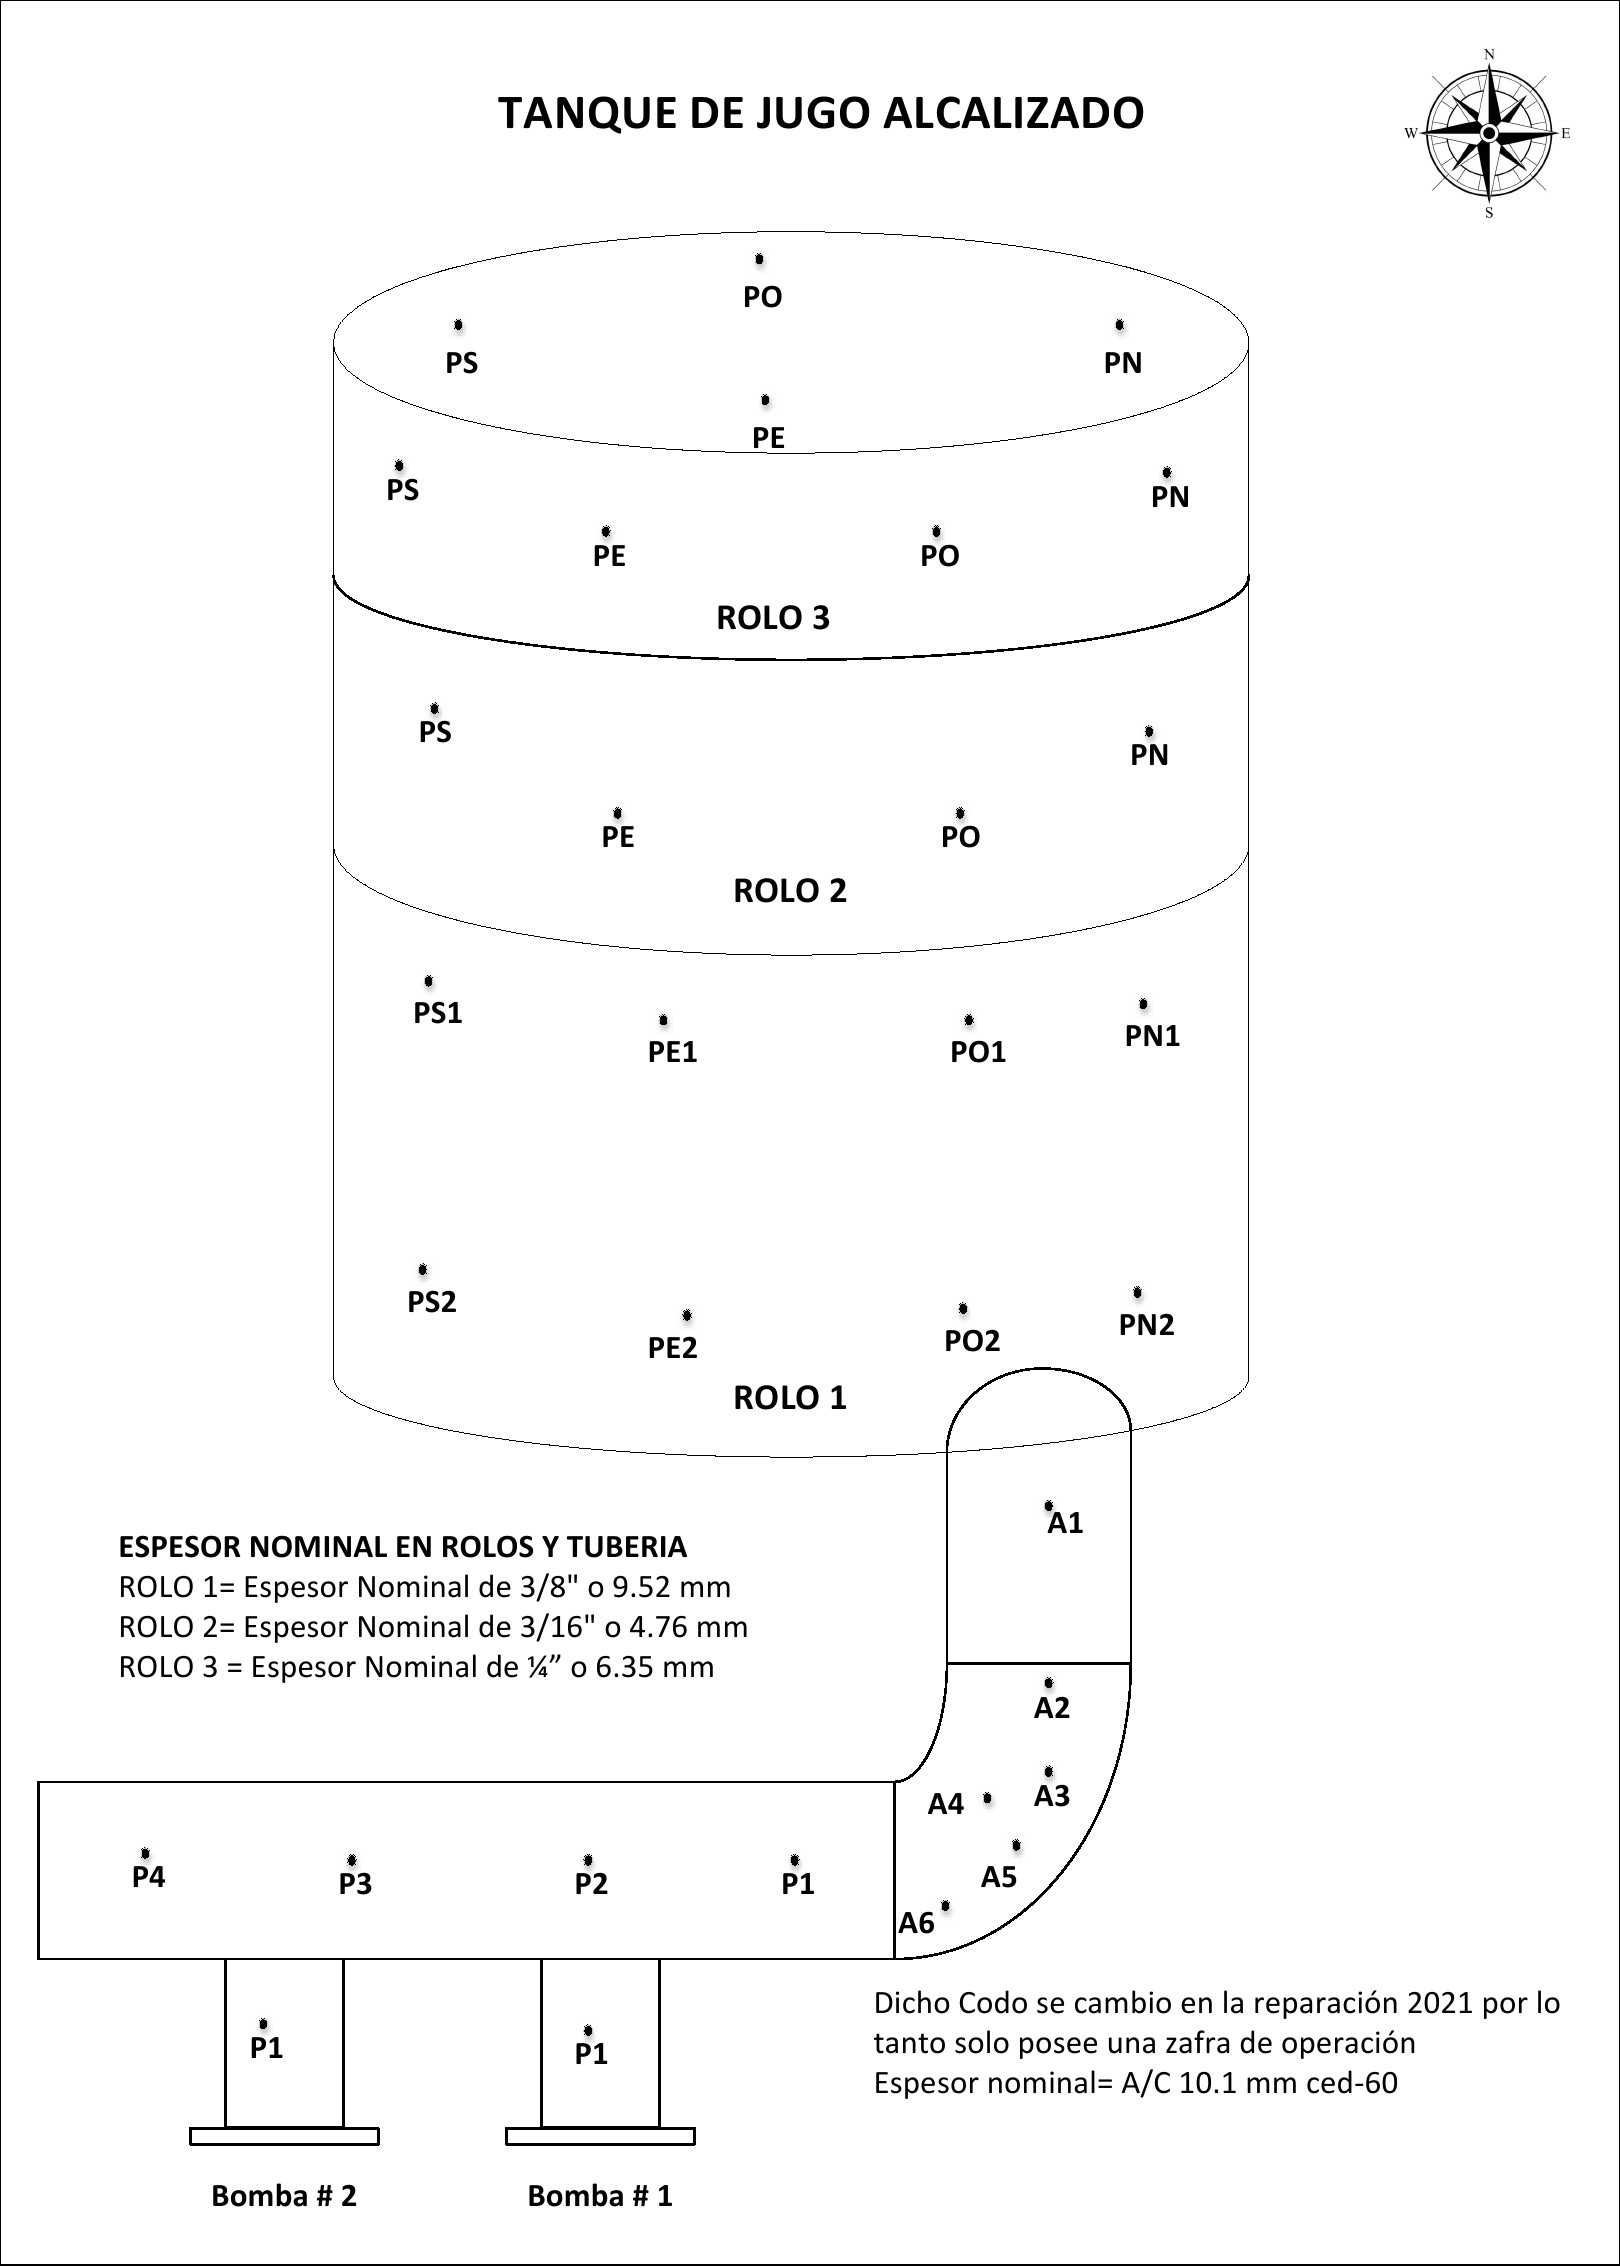 N
TANQUE DE JUGO ALCALIZADO
W
E
S
PO
PS
PN
PE
PS
PN
PE
PO
ROLO 3
PS
PN
PE
PO
ROLO 2
PS1
PN1
PE1
PO1
PS2
PN2
PE2
PO2
ROLO 1
A1
ESPESOR NOMINAL EN ROLOS Y TUBERIA
ROLO 1= Espesor Nominal de 3/8" o 9.52 mm
ROLO 2= Espesor Nominal de 3/16" o 4.76 mm
ROLO 3 = Espesor Nominal de ¼” o 6.35 mm
A2
A3
A4
A5
A6
P4
P3
P2
P1
Dicho Codo se cambio en la reparación 2021 por lo
tanto solo posee una zafra de operación
Espesor nominal= A/C 10.1 mm ced-60
P1
P1
Bomba # 2
Bomba # 1